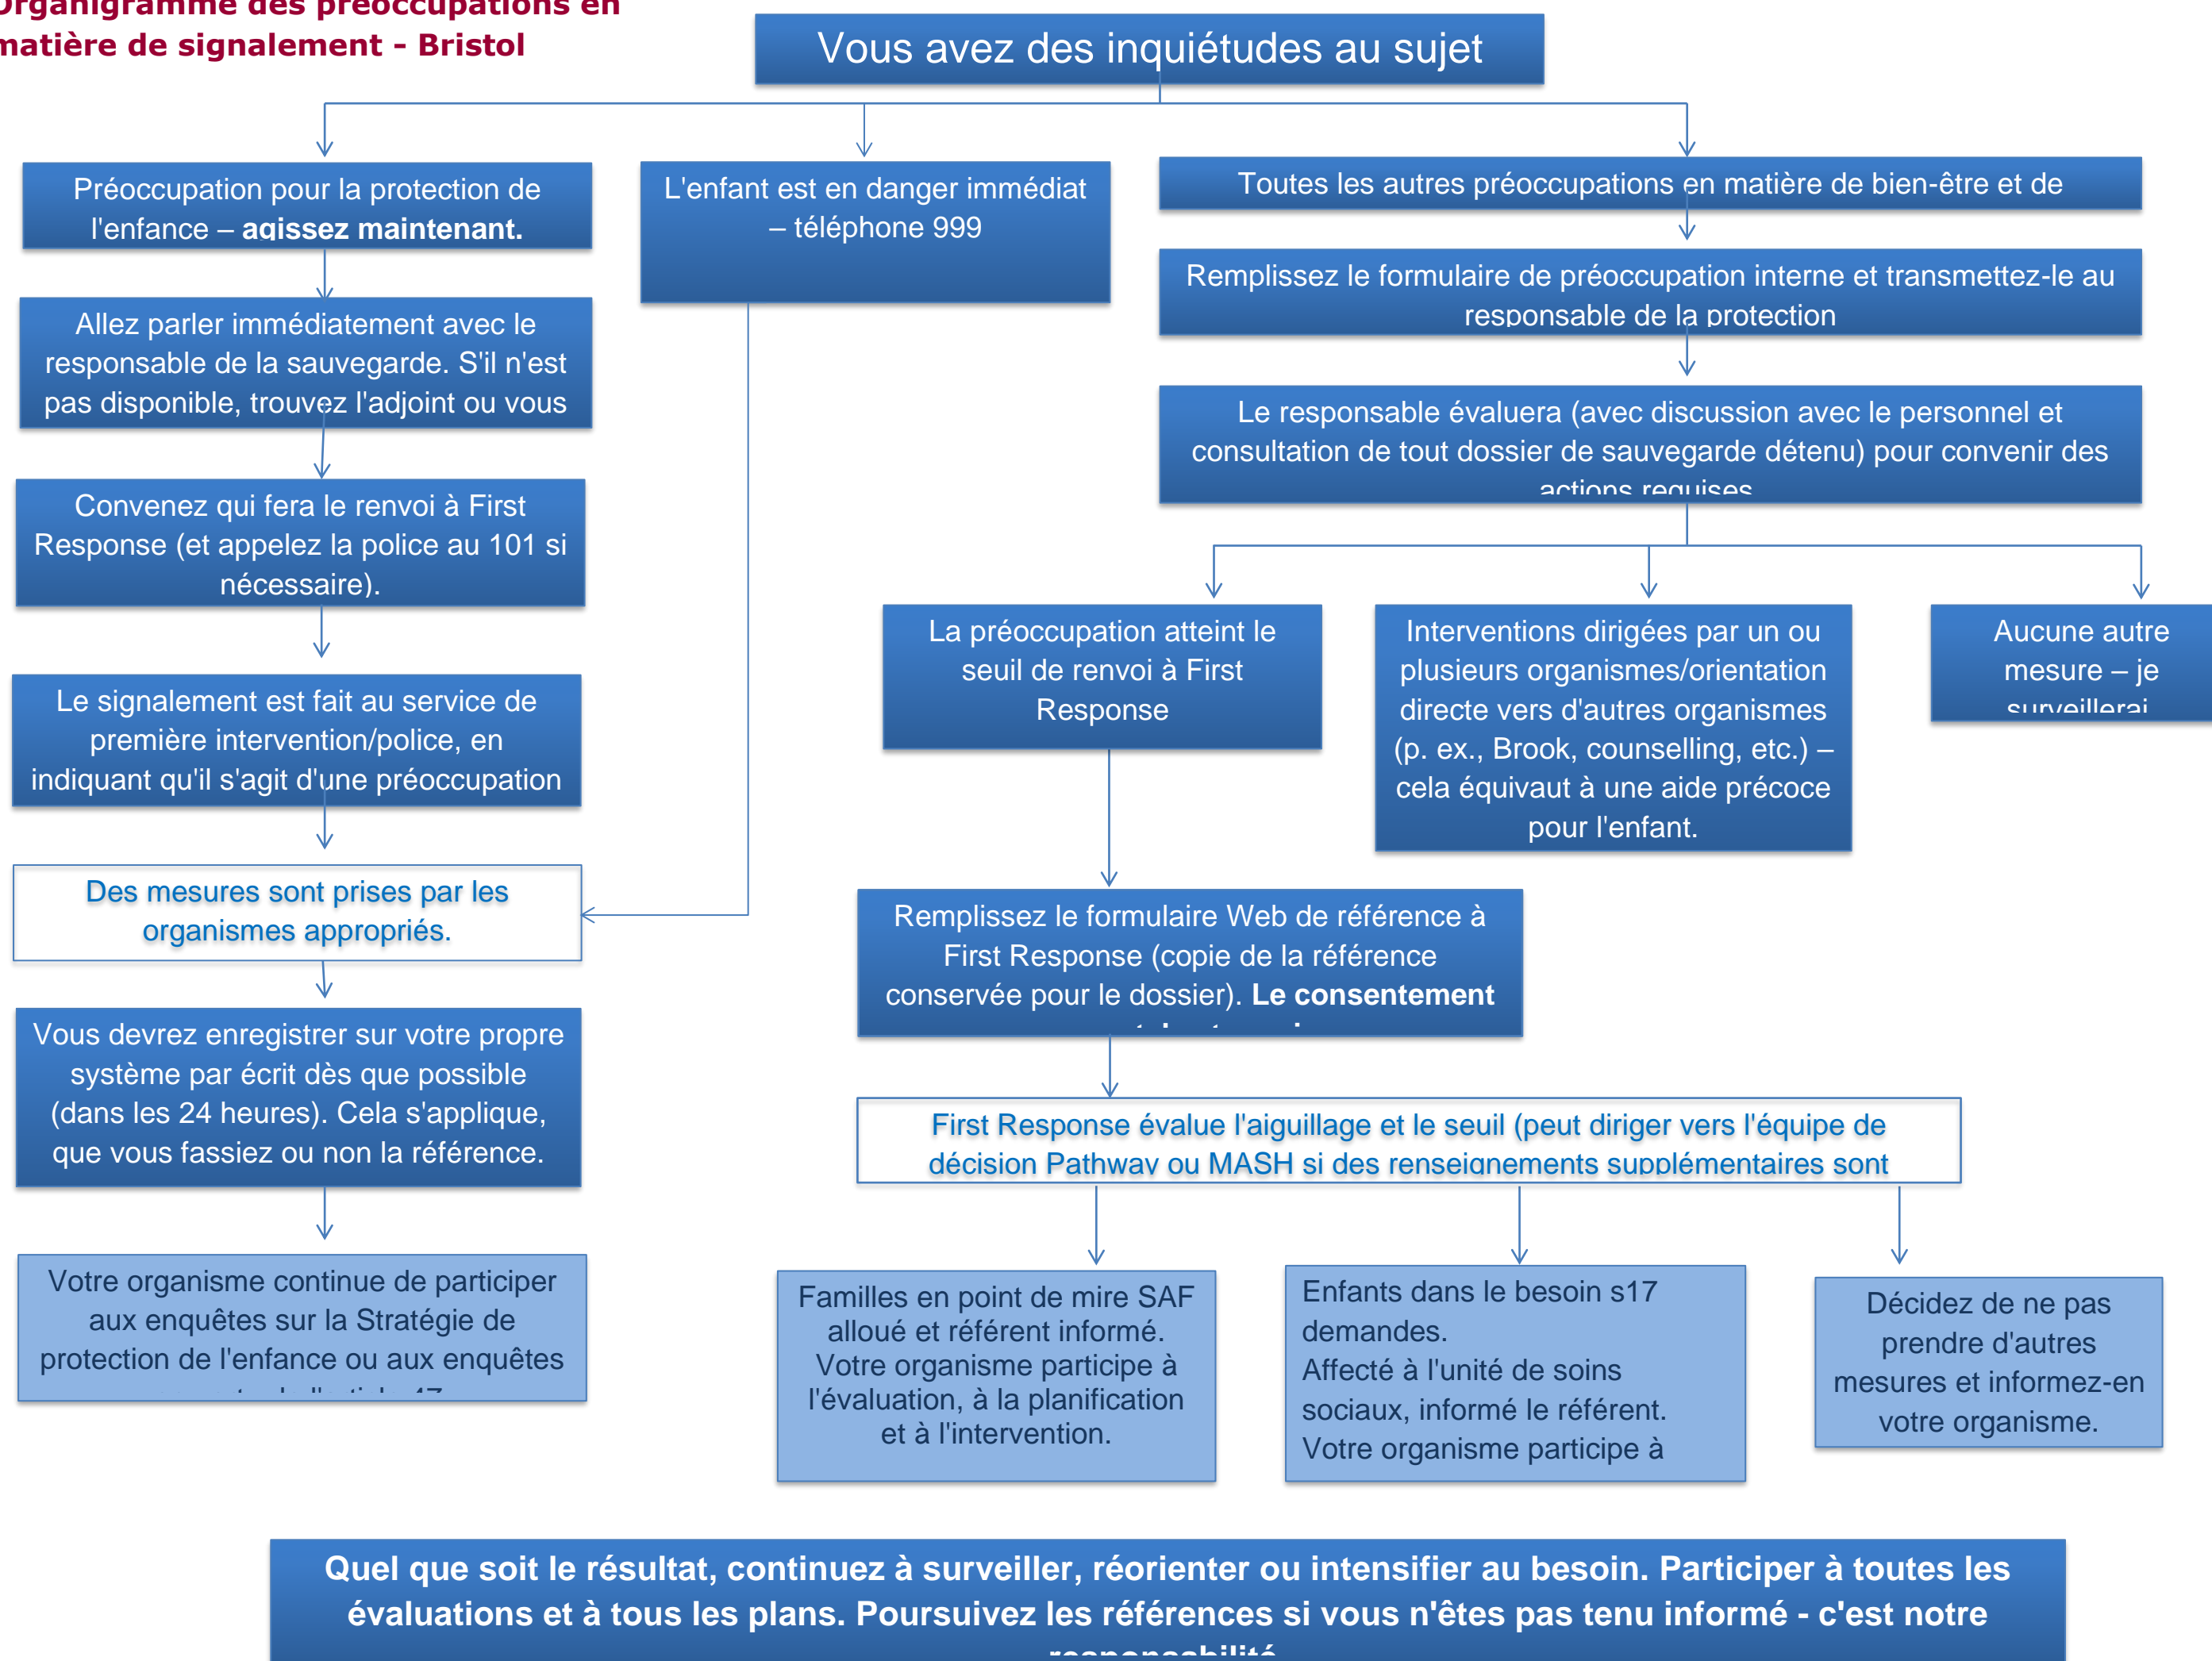 Organigramme des préoccupations en
matière de signalement - Bristol
Vous avez des inquiétudes au sujet
Préoccupation pour la protection de
l'enfance – agissez maintenant.
L'enfant est en danger immédiat
– téléphone 999
Toutes les autres préoccupations en matière de bien-être et de
Allez parler immédiatement avec le
responsable de la sauvegarde. S'il n'est
pas disponible, trouvez l'adjoint ou vous
Remplissez le formulaire de préoccupation interne et transmettez-le au
responsable de la protection
Le responsable évaluera (avec discussion avec le personnel et
consultation de tout dossier de sauvegarde détenu) pour convenir des
actions requises
Convenez qui fera le renvoi à First
Response (et appelez la police au 101 si
nécessaire).
La préoccupation atteint le
seuil de renvoi à First
Response
Interventions dirigées par un ou
plusieurs organismes/orientation
directe vers d'autres organismes
(p. ex., Brook, counselling, etc.) –
cela équivaut à une aide précoce
pour l'enfant.
Aucune autre
mesure – je
surveillerai
Le signalement est fait au service de
première intervention/police, en
indiquant qu'il s'agit d'une préoccupation
Des mesures sont prises par les
organismes appropriés.
Remplissez le formulaire Web de référence à
First Response (copie de la référence
conservée pour le dossier). Le consentement
Vous devrez enregistrer sur votre propre
système par écrit dès que possible
(dans les 24 heures). Cela s'applique,
que vous fassiez ou non la référence.
First Response évalue l'aiguillage et le seuil (peut diriger vers l'équipe de
décision Pathway ou MASH si des renseignements supplémentaires sont
Votre organisme continue de participer
aux enquêtes sur la Stratégie de
protection de l'enfance ou aux enquêtes
Familles en point de mire SAF
alloué et référent informé.
Votre organisme participe à
l'évaluation, à la planification
et à l'intervention.
Enfants dans le besoin s17
demandes.
Affecté à l'unité de soins
sociaux, informé le référent.
Votre organisme participe à
Décidez de ne pas
prendre d'autres
mesures et informez-en
votre organisme.
Quel que soit le résultat, continuez à surveiller, réorienter ou intensifier au besoin. Participer à toutes les
évaluations et à tous les plans. Poursuivez les références si vous n'êtes pas tenu informé - c'est notre
responsabilité